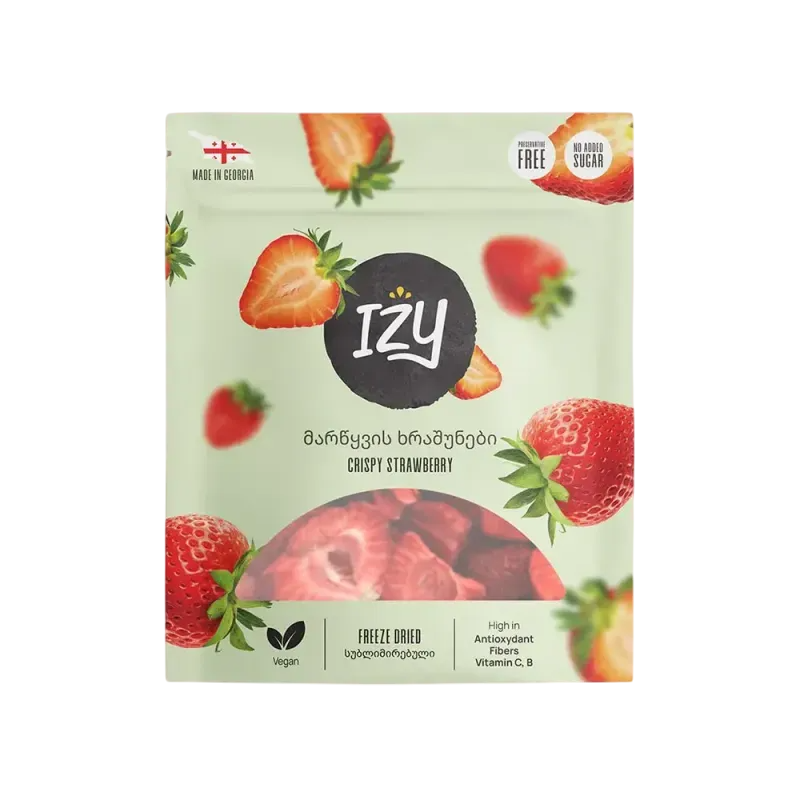 MADE IN GEORGIA
PRESERVATIVE
FREE
NO ADDED
SUGAR
IZY
მარწყვის ხრაშუნები
CRISPY STRAWBERRY
Vegan
FREEZE DRIED
სუბლიმირებული
High in
Antioxydant
Fibers
Vitamin C, B